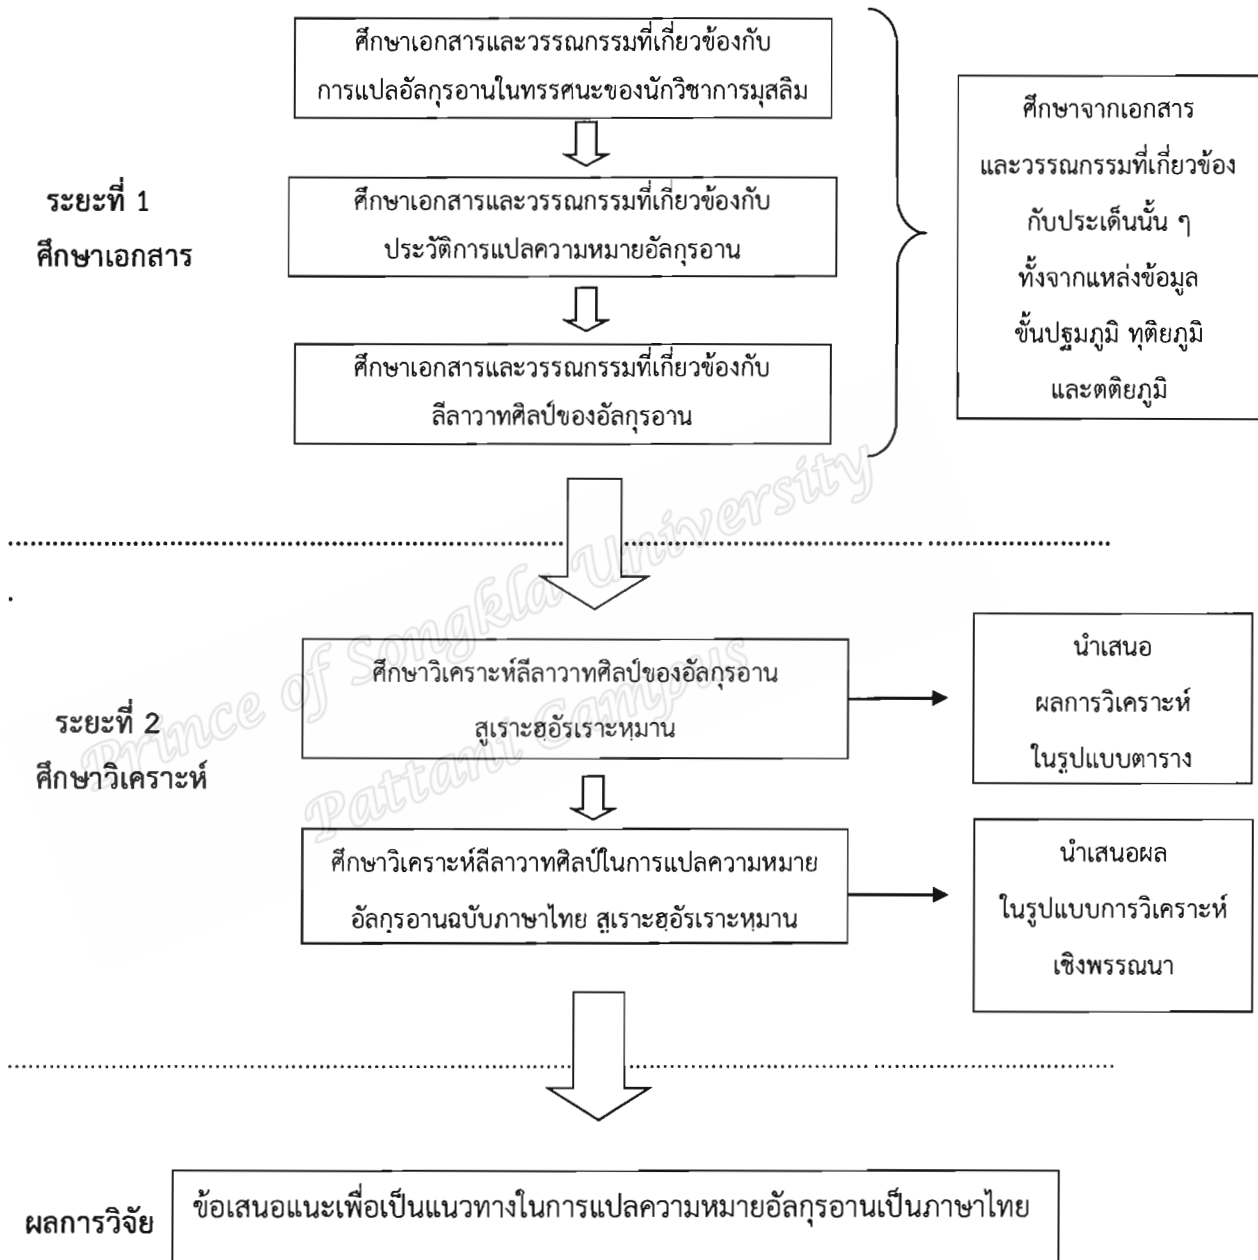 ศึกษาเอกสารและวรรณกรรมที่เกี่ยวข้องกับ
การแปลอัลกุรอานในทรรศนะของนักวิชาการมุสลิม
ระยะที่ 1
ศึกษาเอกสาร
ศึกษาเอกสารและวรรณกรรมที่เกี่ยวข้องกับ
ประวัติการแปลความหมายอัลกุรอาน
ศึกษาเอกสารและวรรณกรรมที่เกี่ยวข้องกับ
ลีลาวาทศิลป์ของอัลกุรอาน
ศึกษาจากเอกสาร
และวรรณกรรมที่เกี่ยวข้อง
กับประเด็นนั้น ๆ
ทั้งจากแหล่งข้อมูล
ขั้นปฐมภูมิ ทุติยภูมิ
และตติยภูมิ
ระยะที่ 2
ศึกษาวิเคราะห์
ศึกษาวิเคราะห์ลีลาวาทศิลป์ของอัลกุรอาน
สูเราะฮฺอัรเราะหฺมาน
นำเสนอ
ผลการวิเคราะห์
ในรูปแบบตาราง
ศึกษาวิเคราะห์ลีลาวาทศิลป์ในการแปลความหมาย
อัลกุรอานฉบับภาษาไทย สูเราะฮฺอัรเราะหฺมาน
นำเสนอผล
ในรูปแบบการวิเคราะห์
เชิงพรรณนา
Prince of Songkla University
Pattani Campus
ผลการวิจัย
ข้อเสนอแนะเพื่อเป็นแนวทางในการแปลความหมายอัลกุรอานเป็นภาษาไทย